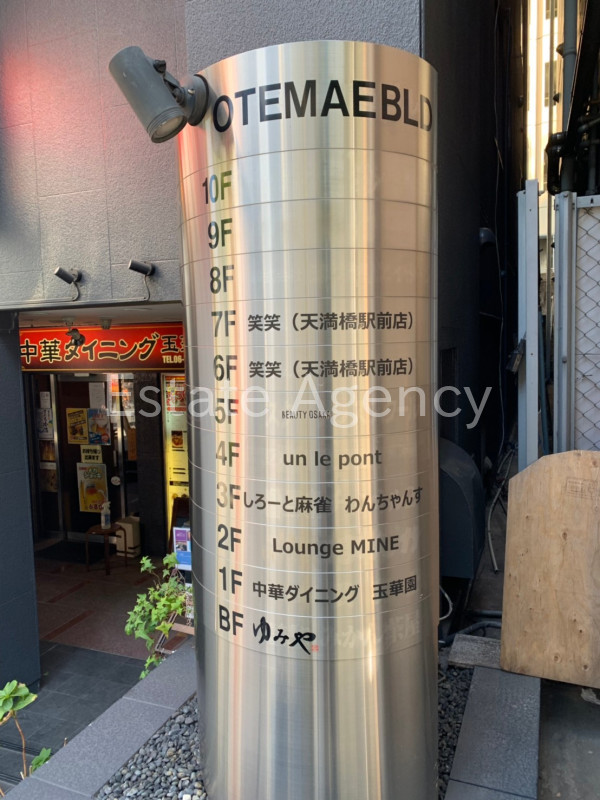 OTEMAEBLD
10F
9F
8F
7F 笑笑（天満橋駅前店）
6F 笑笑（天満橋駅前店）
Estate Agency
5F
4F un le pont
3F しろーと麻雀 わんちゃんす
2F Lounge MINE
1F 中華ダイニング 玉華園
BF ゆみや
中華ダイニング 玉
TEL06-